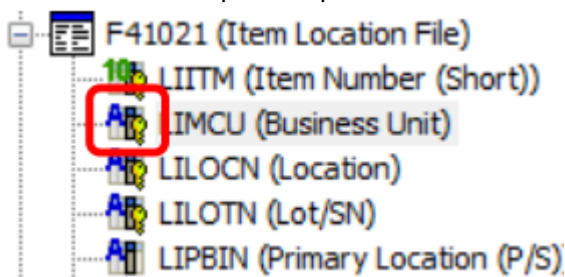 F41021 (Item Location File)
LIITM (Item Number (Short))
LIMCU (Business Unit)
LILOCN (Location)
LILOTN (Lot/SN)
LIPBIN (Primary Location (P/S)